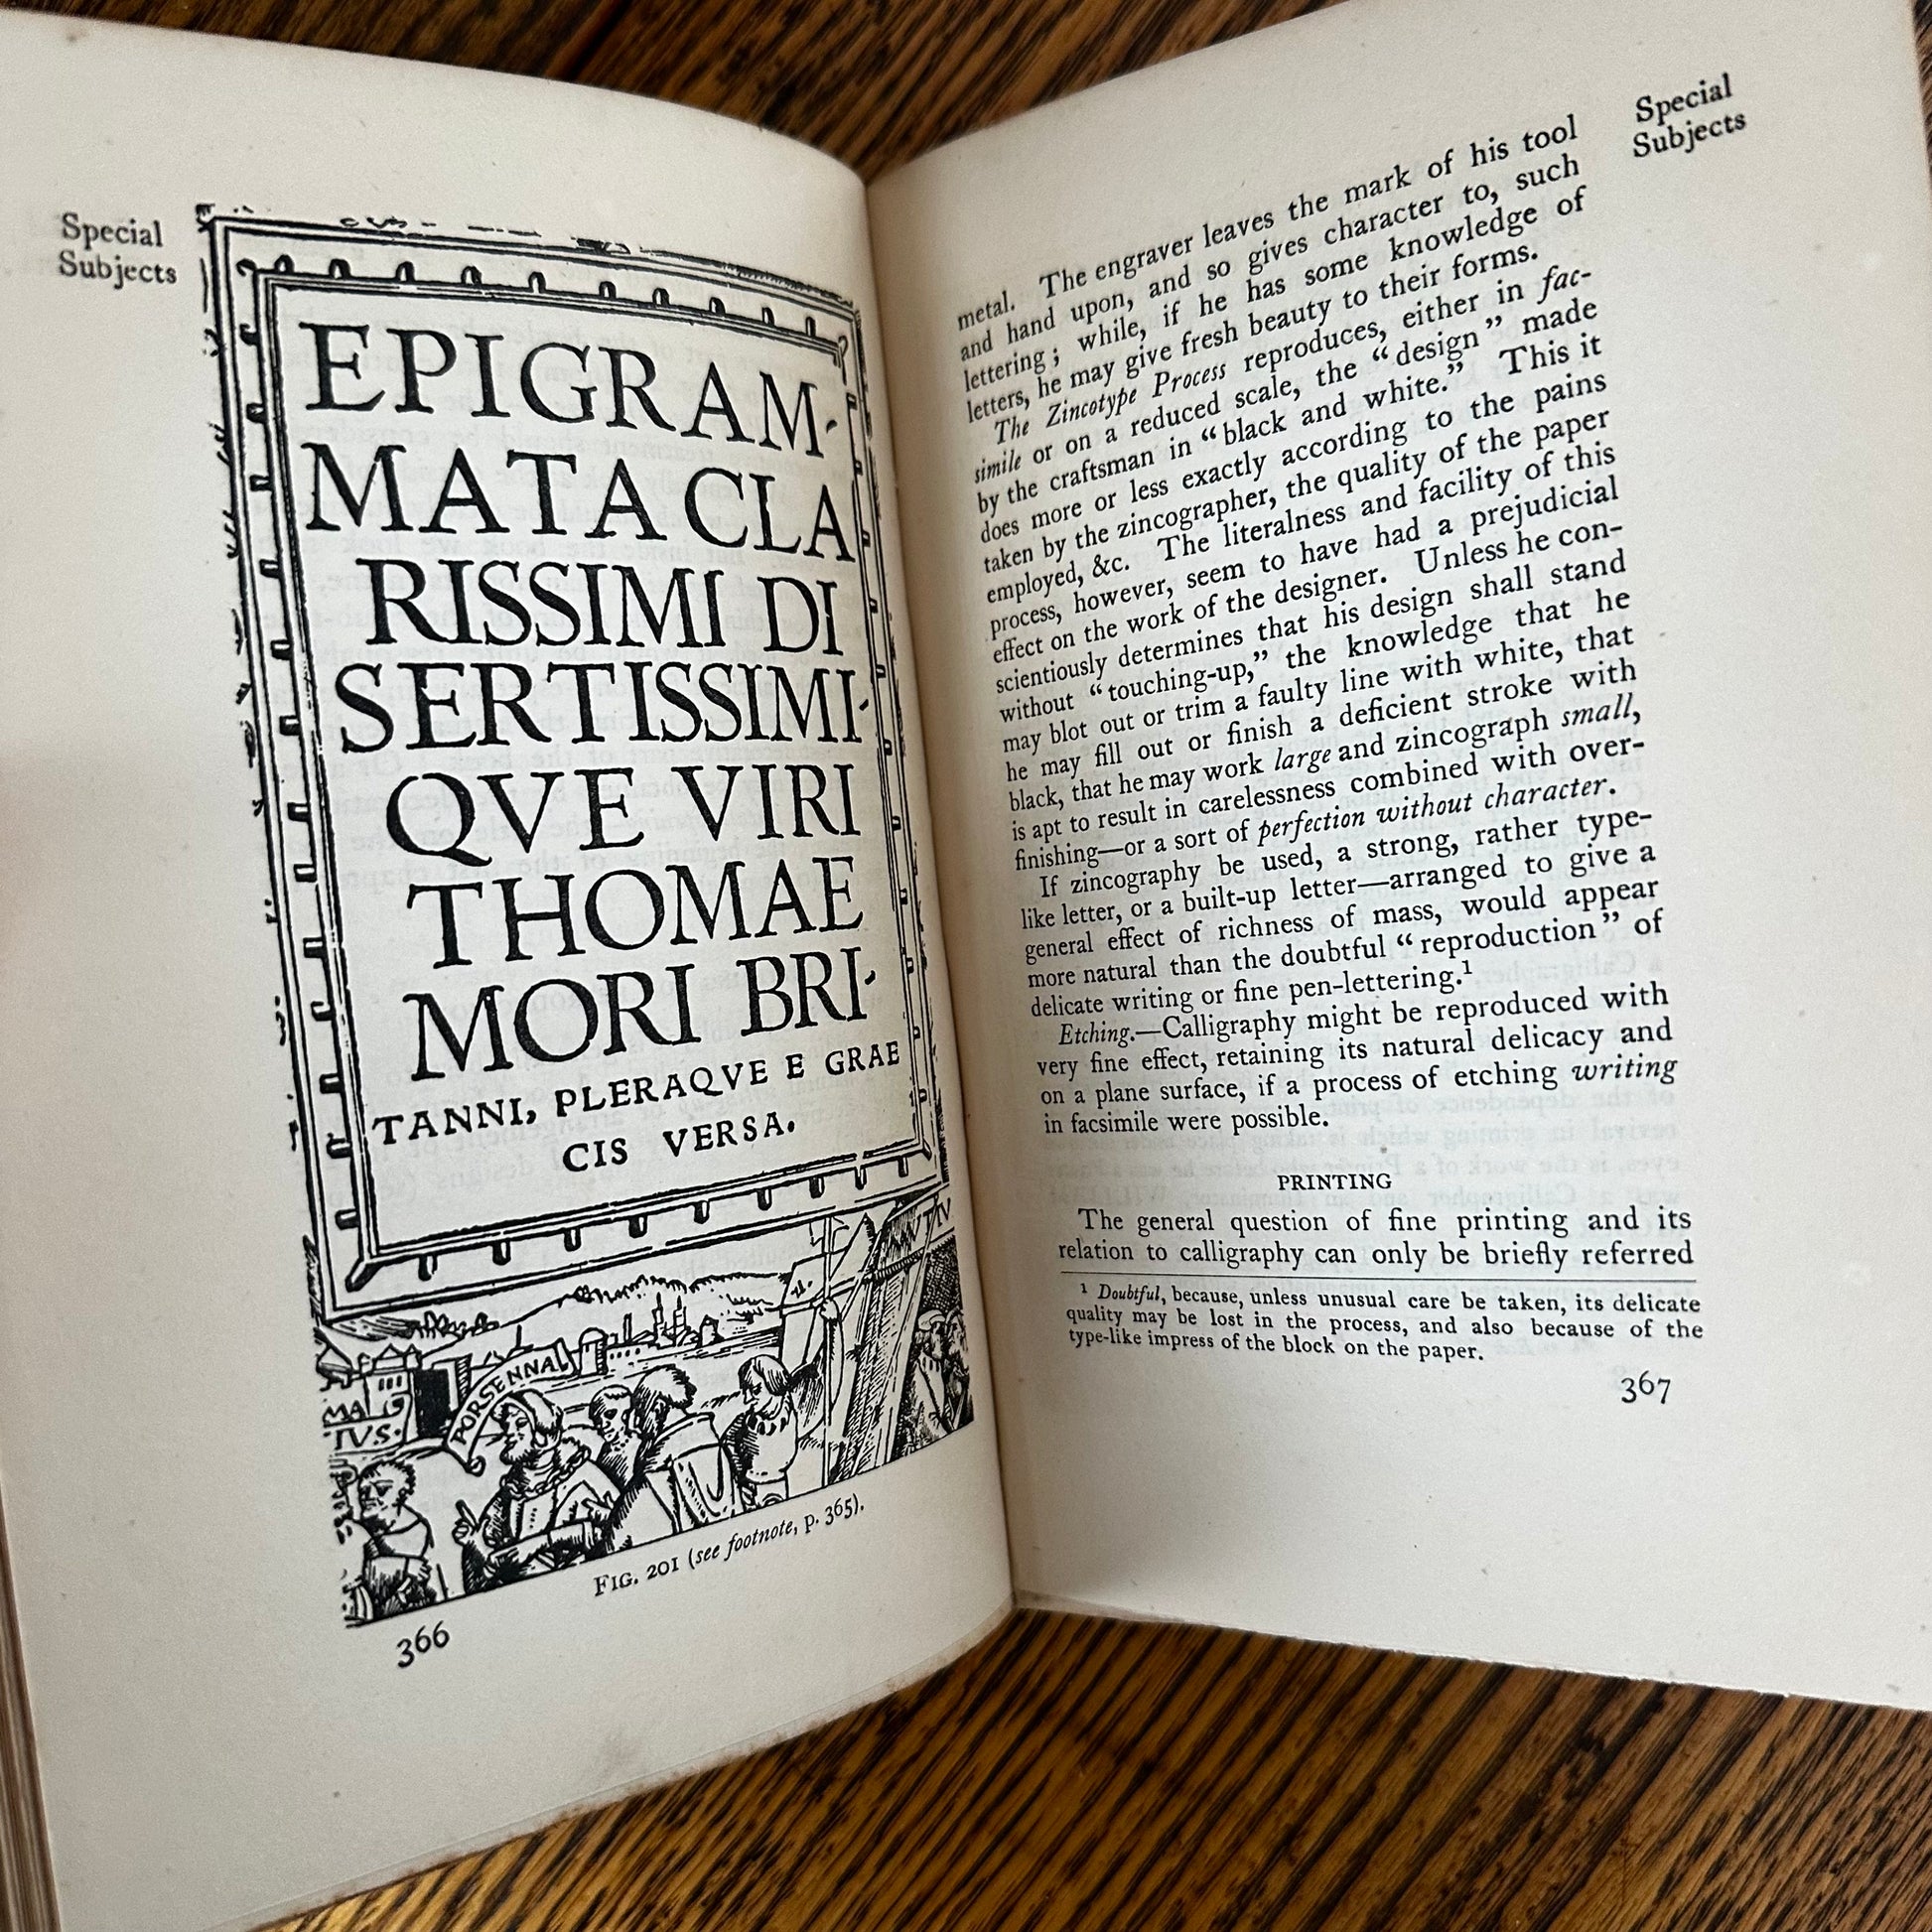 Special
Subjects
EPIGRAM-
MATA CLA
RISSIMI DI
SERTISSIMI-
QVE VIRI
THOMAE
MORI BRI-
TANNI, PLERAQVE E GRAE
CIS VERSA.
PORSENNA
FIG. 201 (see footnote, p. 365).
366
Special
Subjects
metal. The engraver leaves the mark of his tool
and hand upon, and so gives character to, such
lettering; while, if he has some knowledge of
letters, he may give fresh beauty to their forms.
The Zincotype Process reproduces, either in fac-
simile or on a reduced scale, the “design” made
by the craftsman in “black and white.” This it
does more or less exactly according to the pains
taken by the zincographer, the quality of the paper
employed, &c. The literalness and facility of this
process, however, seem to have had a prejudicial
effect on the work of the designer. Unless he con-
scientiously determines that his design shall stand
without “touching-up,” the knowledge that he
may blot out or trim a faulty line with white, that
he may fill out or finish a deficient stroke with
black, that he may work large and zincograph small,
is apt to result in carelessness combined with over-
finishing—or a sort of perfection without character.
If zincography be used, a strong, rather type-
like letter, or a built-up letter—arranged to give a
general effect of richness of mass, would appear
more natural than the doubtful “reproduction” of
delicate writing or fine pen-lettering.¹
Etching.—Calligraphy might be reproduced with
very fine effect, retaining its natural delicacy and
on a plane surface, if a process of etching writing
in facsimile were possible.
PRINTING
The general question of fine printing and its
relation to calligraphy can only be briefly referred
¹ Doubtful, because, unless unusual care be taken, its delicate
quality may be lost in the process, and also because of the
type-like impress of the block on the paper.
367